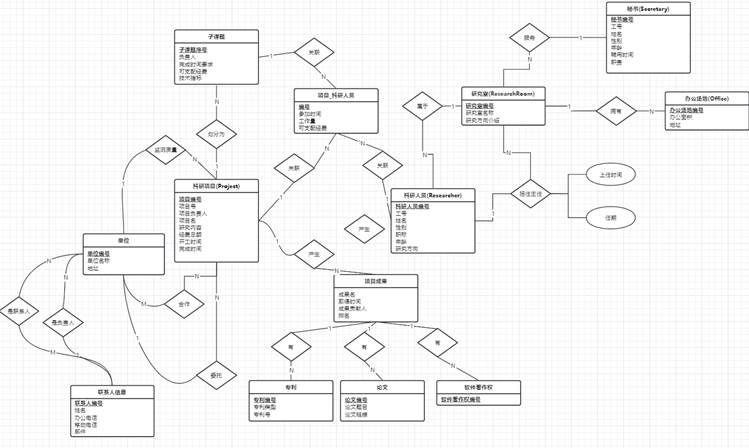 秘书(Secretary)
秘书编号
工号
姓名
性别
年龄
聘用时间
职责
服务
1
N
子课题
子课题序号
负责人
完成时间要求
可支配经费
技术指标
1
关联
N
项目_科研人员
编号
参加时间
工作量
可支配经费
属于
1
研究室(ResearchRoom)
研究室编号
研究室名称
研究方向介绍
1
拥有
N
办公场地(Office)
办公场地编号
办公面积
地址
N
划分为
1
监测质量
N
1
N
关联
1
N
关联
1
N
N
担任主任
1
上任时间
任期
科研项目(Project)
项目编号
项目号
项目负责人
项目名
研究内容
经费总额
开工时间
完成时间
科研人员(Researcher)
科研人员编号
工号
姓名
性别
职称
年龄
研究方向
产生
1
产生
N
单位
单位编号
单位名称
地址
N
N
M
合作
N
N
是联系人
是负责人
M
1
1
委托
项目成果
成果名
取得时间
成果贡献人
排名
1
1
1
有
有
有
N
N
N
联系人信息
联系人编号
姓名
办公电话
移动电话
邮件
专利
专利编号
专利类型
专利号
论文
论文编号
论文题目
论文链接
软件著作权
软件著作权编号